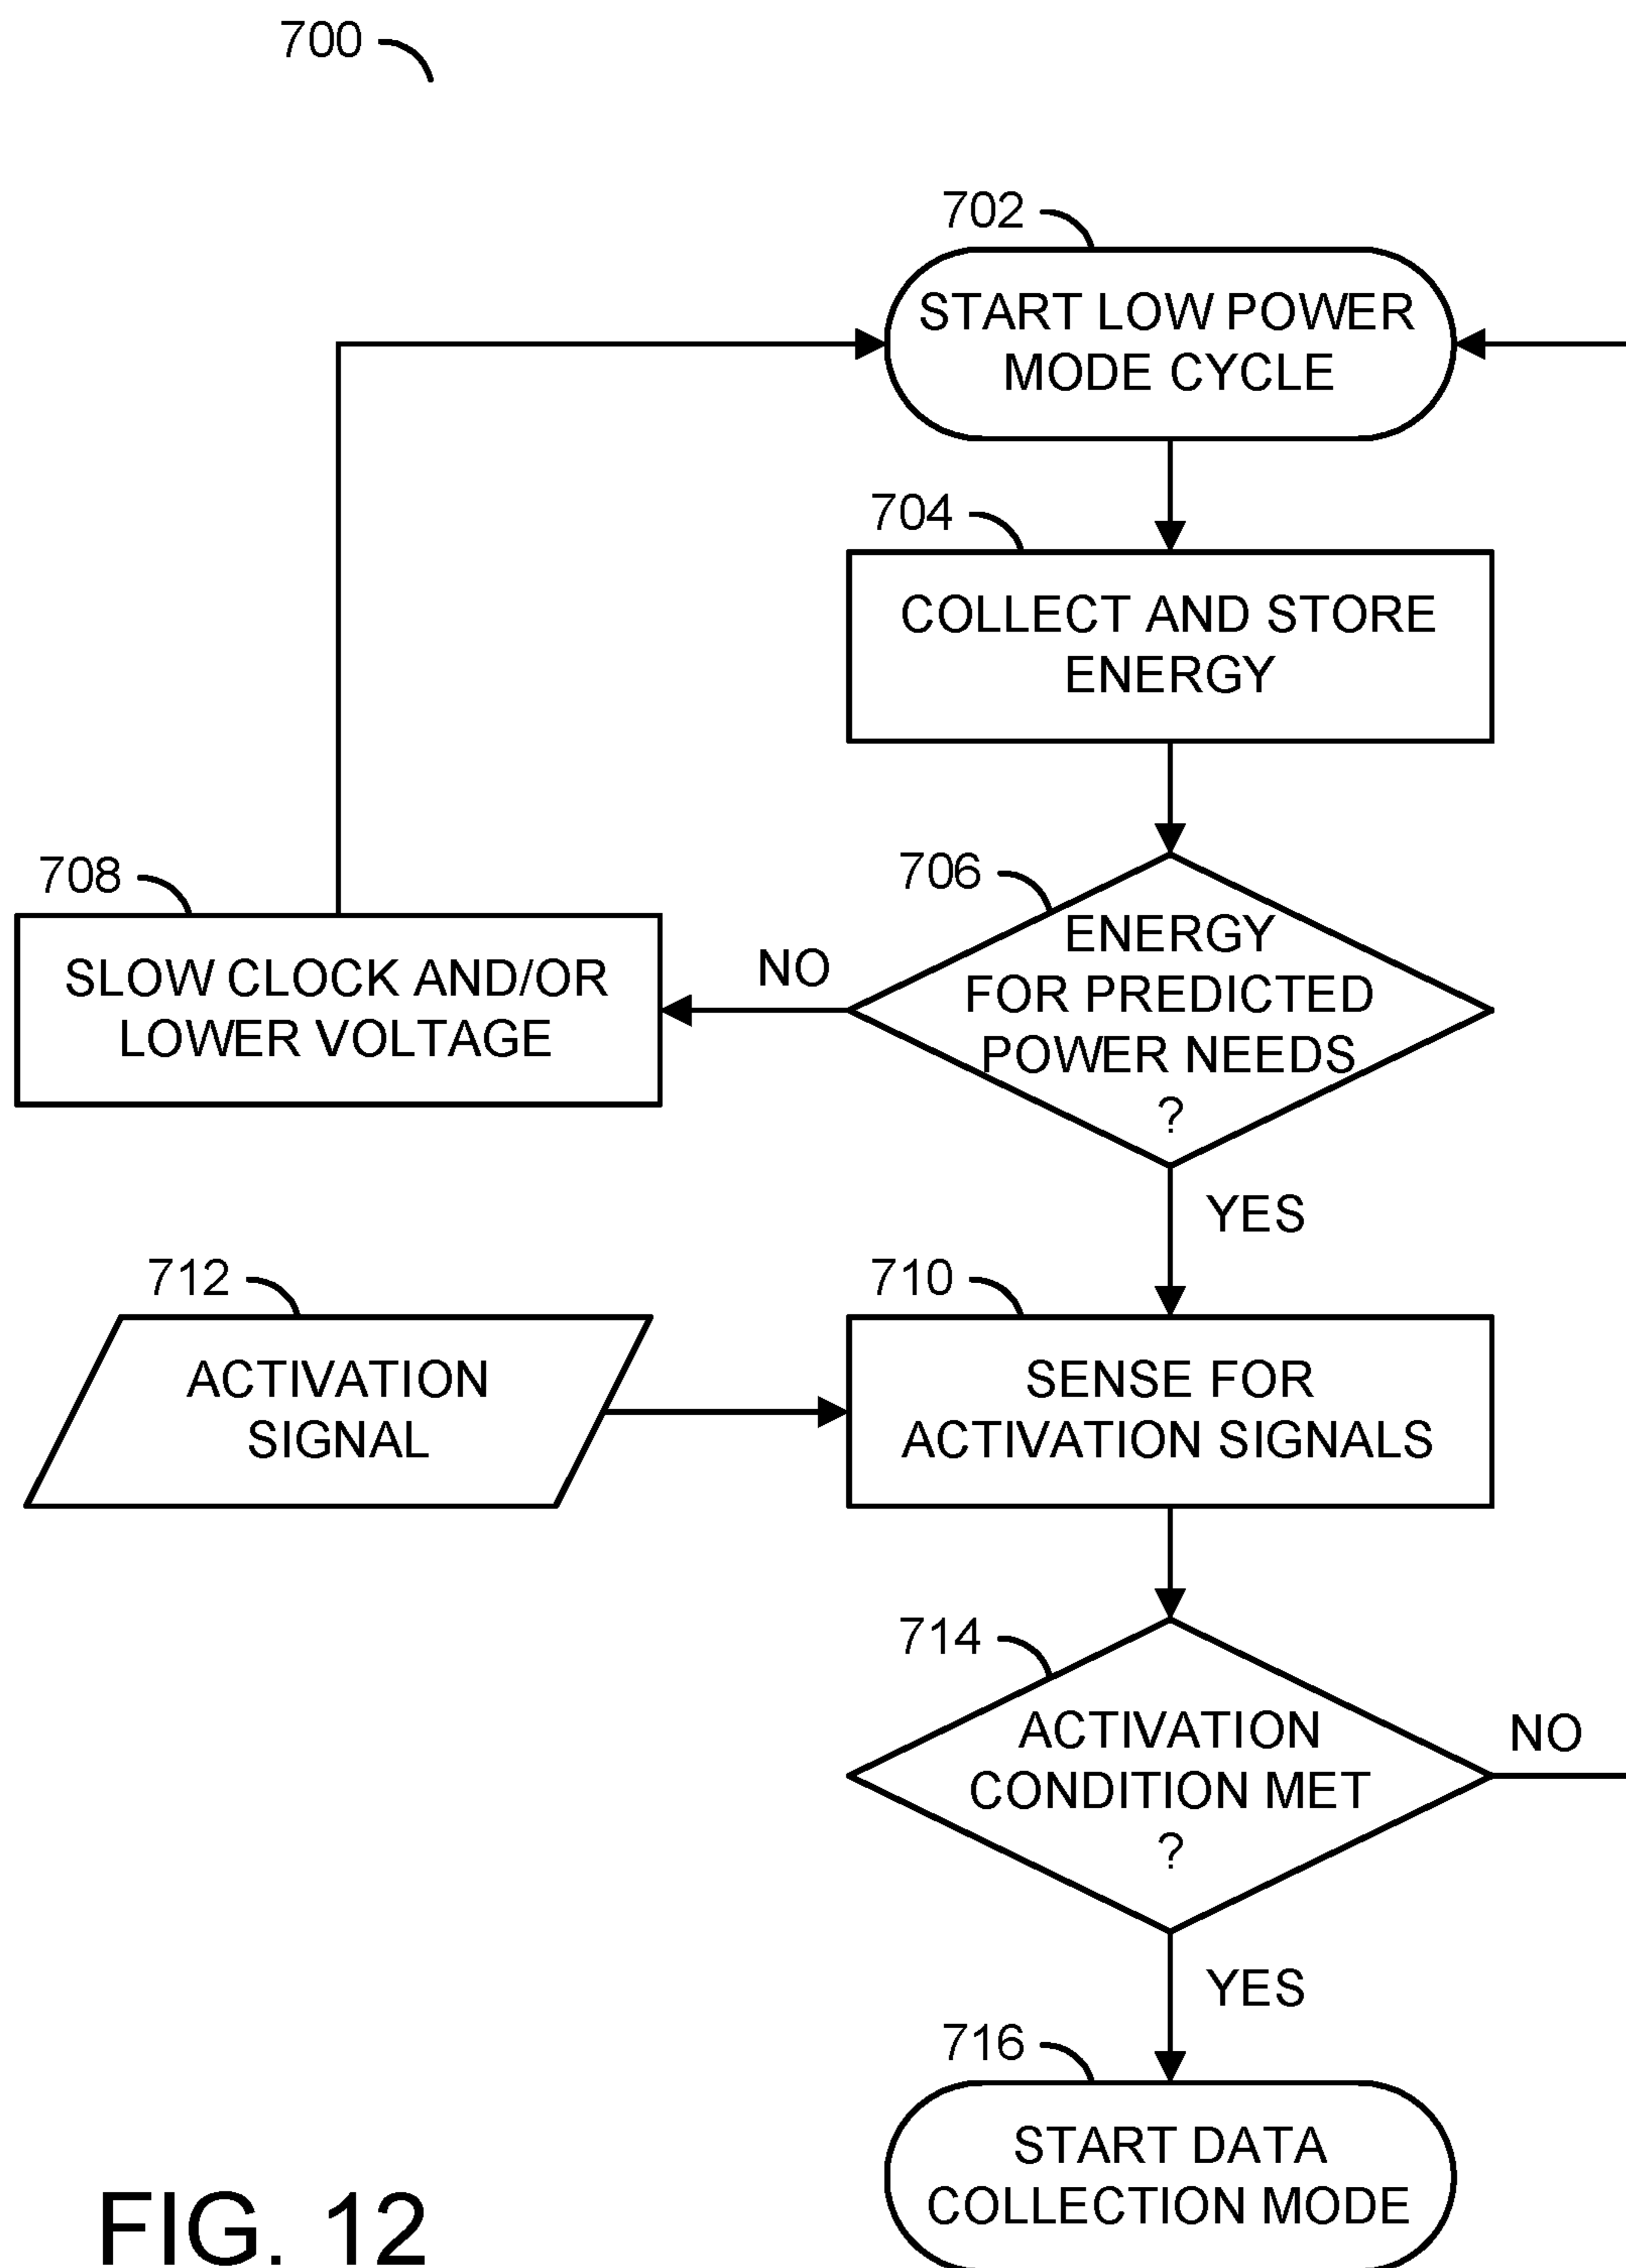 700
702
START LOW POWER
MODE CYCLE
704
COLLECT AND STORE
ENERGY
708
SLOW CLOCK AND/OR
LOWER VOLTAGE
NO
706
ENERGY
FOR PREDICTED
POWER NEEDS
?
YES
712
ACTIVATION
SIGNAL
710
SENSE FOR
ACTIVATION SIGNALS
714
ACTIVATION
CONDITION MET
?
NO
YES
716
START DATA
COLLECTION MODE
FIG. 12